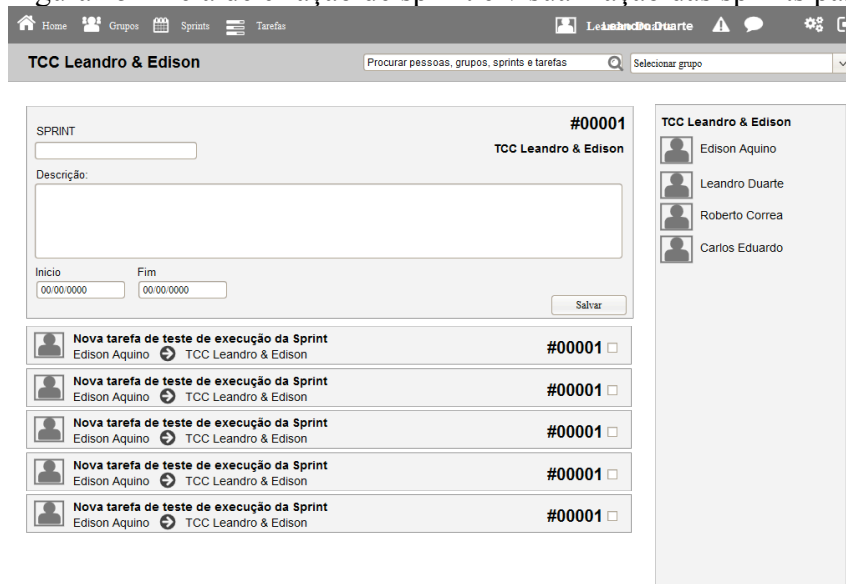 Home Grupos Sprints Tarefas Leandro Duarte
TCC Leandro & Edison
Procurar pessoas, grupos, sprints e tarefas
Selecionar grupo
SPRINT
#00001
TCC Leandro & Edison
Descrição:
Inicio Fim
00/00/0000 00/00/0000
Salvar
Nova tarefa de teste de execução da Sprint
Edison Aquino TCC Leandro & Edison
#00001
Nova tarefa de teste de execução da Sprint
Edison Aquino TCC Leandro & Edison
#00001
Nova tarefa de teste de execução da Sprint
Edison Aquino TCC Leandro & Edison
#00001
Nova tarefa de teste de execução da Sprint
Edison Aquino TCC Leandro & Edison
#00001
Nova tarefa de teste de execução da Sprint
Edison Aquino TCC Leandro & Edison
#00001
TCC Leandro & Edison
Edison Aquino
Leandro Duarte
Roberto Correa
Carlos Eduardo